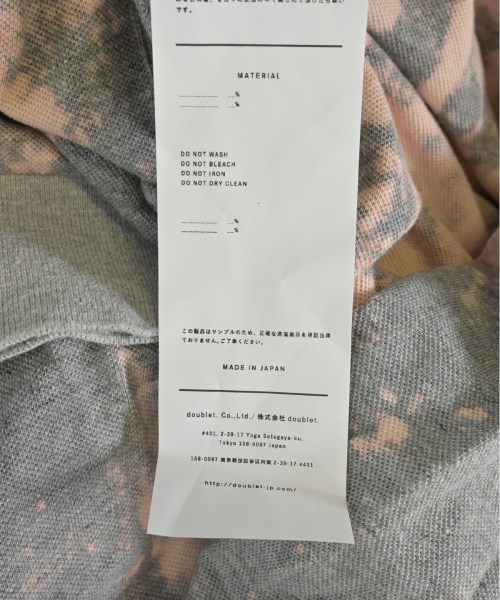 です。
MATERIAL
%
%
DO NOT WASH
DO NOT BLEACH
DO NOT IRON
DO NOT DRY CLEAN
%
%
この製品はサンプルのため、正確な洗濯表示を明記出来
ておりません。ご了承ください。
MADE IN JAPAN
doublet. Co.,Ltd./ 株式会社 doublet.
#401, 2-39-17 Yoga Setagaya-ku,
Tokyo 158-0097 Japan
158-0097 東京都世田谷区用賀 2-39-17 #401
http://doublet-jp.com/